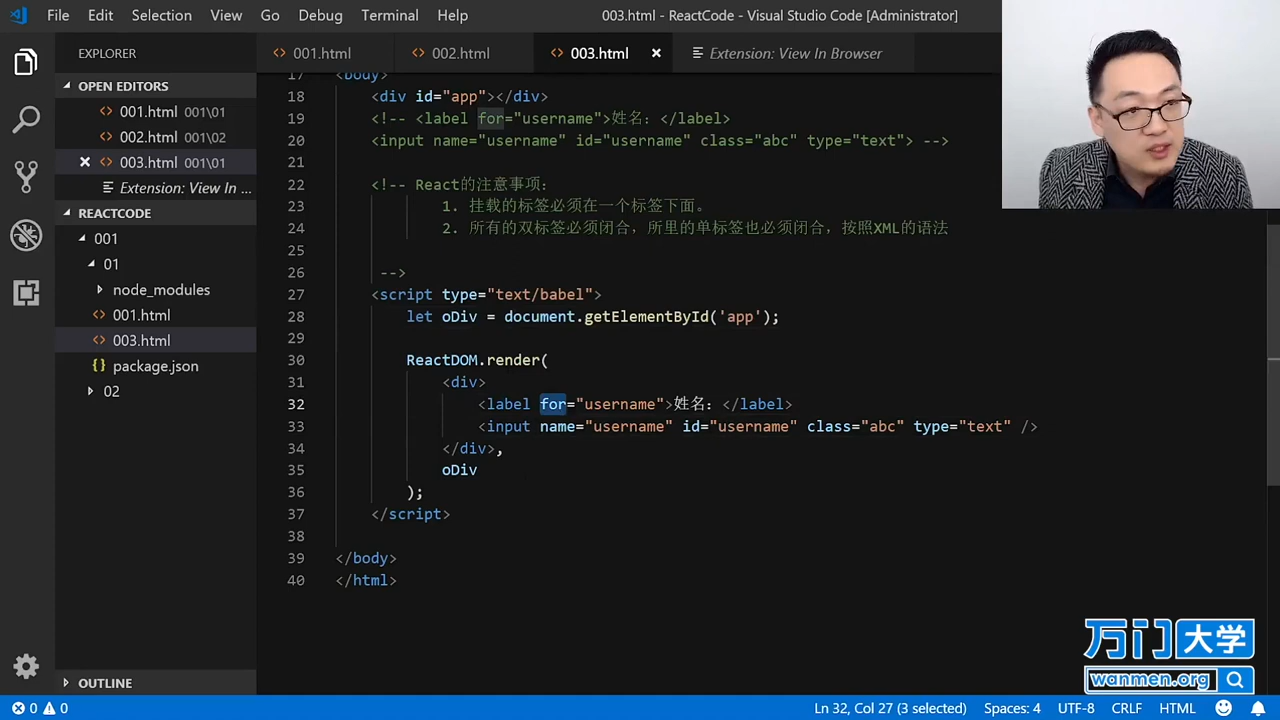 File Edit Selection View Go Debug Terminal Help
003.html - ReactCode - Visual Studio Code [Administrator]
EXPLORER
001.html
002.html
003.html
Extension: View In Browser
OPEN EDITORS
001.html 001\01
002.html 001\02
003.html 001\01
Extension: View In ...
REACTCODE
001
01
node_modules
001.html
003.html
package.json
02
OUTLINE
17 <body>
18 <div id="app"></div>
19 <!-- <label for="username">姓名：</label>
20 <input name="username" id="username" class="abc" type="text"> -->
21
22 <!-- React的注意事项：
23 1. 挂载的标签必须在一个标签下面。
24 2. 所有的双标签必须闭合，所里的单标签也必须闭合，按照XML的语法
25
26 -->
27 <script type="text/babel">
28 let oDiv = document.getElementById('app');
29
30 ReactDOM.render(
31 <div>
32 <label for="username">姓名：</label>
33 <input name="username" id="username" class="abc" type="text" />
34 </div>,
35 oDiv
36 );
37 </script>
38
39 </body>
40 </html>
万门大学
wanmen.org
0 0
Ln 32, Col 27 (3 selected) Spaces: 4 UTF-8 CRLF HTML